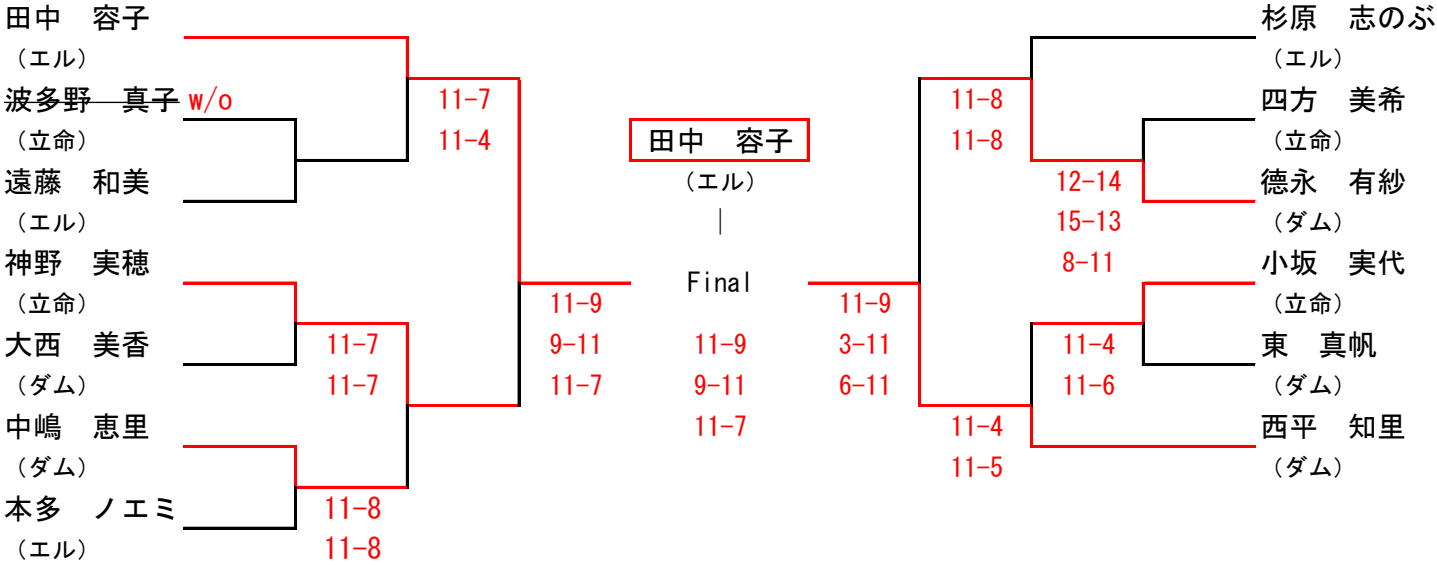 田中　容子
（エル）
波多野　真子 w/o
（立命）
遠藤　和美
（エル）
神野　実穂
（立命）
大西　美香
（ダム）
中嶋　恵里
（ダム）
本多　ノエミ
（エル）
11-7
11-4
11-7
11-7
11-8
11-8
11-9
9-11
11-7
田中　容子
（エル）
｜
Final
11-9
9-11
11-7
11-9
3-11
6-11
11-8
11-8
12-14
15-13
8-11
11-4
11-6
11-4
11-5
杉原　志のぶ
（エル）
四方　美希
（立命）
德永　有紗
（ダム）
小坂　実代
（立命）
東　真帆
（ダム）
西平　知里
（ダム）